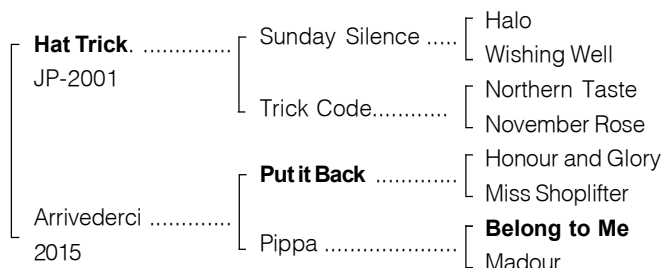 Halo
Hat Trick. .............. Sunday Silence .....
Wishing Well
JP-2001
Northern Taste
Trick Code............
November Rose
Honour and Glory
Put it Back .............
Miss Shoplifter
Arrivederci .............
Belong to Me
2015
Pippa .....................
Madour